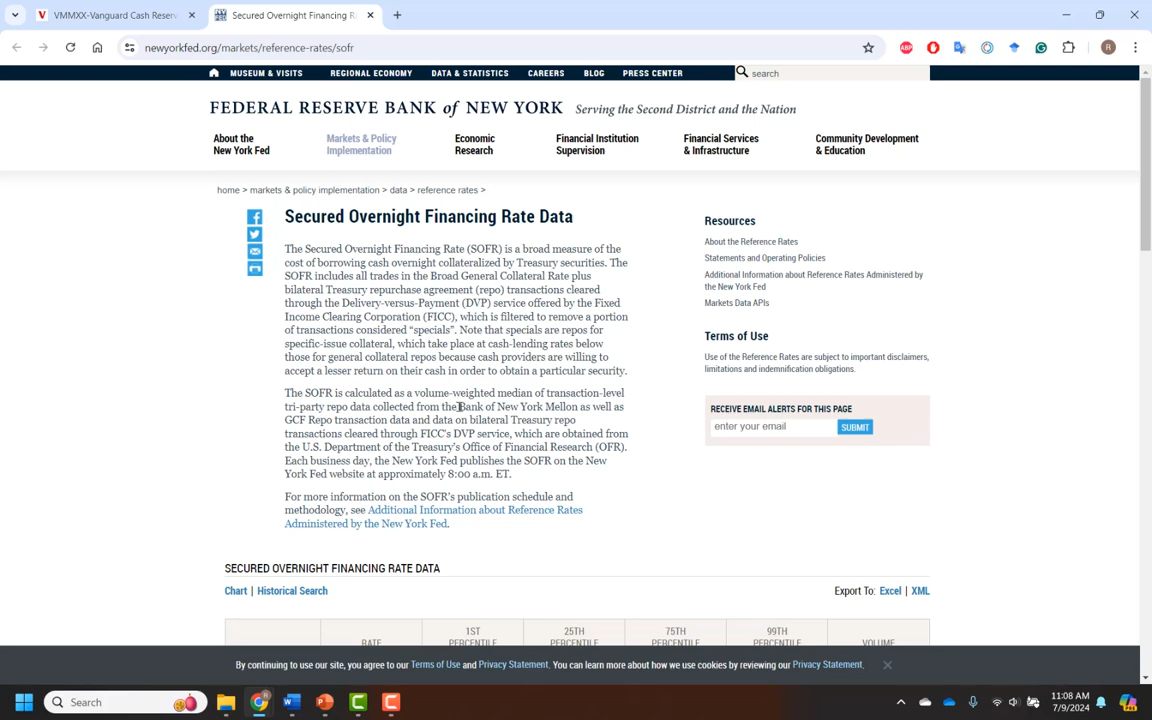 VMMXX-Vanguard Cash Reserv
Secured Overnight Financing Ra
newyorkfed.org/markets/reference-rates/sofr
ABP
R
MUSEUM & VISITS REGIONAL ECONOMY DATA & STATISTICS CAREERS BLOG PRESS CENTER search
FEDERAL RESERVE BANK of NEW YORK Serving the Second District and the Nation
About the
New York Fed
Markets & Policy
Implementation
Economic
Research
Financial Institution
Supervision
Financial Services
& Infrastructure
Community Development
& Education
home > markets & policy implementation > data > reference rates >
Secured Overnight Financing Rate Data
The Secured Overnight Financing Rate (SOFR) is a broad measure of the
cost of borrowing cash overnight collateralized by Treasury securities. The
SOFR includes all trades in the Broad General Collateral Rate plus
bilateral Treasury repurchase agreement (repo) transactions cleared
through the Delivery-versus-Payment (DVP) service offered by the Fixed
Income Clearing Corporation (FICC), which is filtered to remove a portion
of transactions considered “specials”. Note that specials are repos for
specific-issue collateral, which take place at cash-lending rates below
those for general collateral repos because cash providers are willing to
accept a lesser return on their cash in order to obtain a particular security.
The SOFR is calculated as a volume-weighted median of transaction-level
tri-party repo data collected from the Bank of New York Mellon as well as
GCF Repo transaction data and data on bilateral Treasury repo
transactions cleared through FICC’s DVP service, which are obtained from
the U.S. Department of the Treasury’s Office of Financial Research (OFR).
Each business day, the New York Fed publishes the SOFR on the New
York Fed website at approximately 8:00 a.m. ET.
For more information on the SOFR’s publication schedule and
methodology, see Additional Information about Reference Rates
Administered by the New York Fed.
Resources
About the Reference Rates
Statements and Operating Policies
Additional Information about Reference Rates Administered by
the New York Fed
Markets Data APIs
Terms of Use
Use of the Reference Rates are subject to important disclaimers,
limitations and indemnification obligations.
RECEIVE EMAIL ALERTS FOR THIS PAGE
enter your email SUBMIT
SECURED OVERNIGHT FINANCING RATE DATA
Chart | Historical Search
Export To: Excel | XML
RATE
1ST
PERCENTILE
25TH
PERCENTILE
75TH
PERCENTILE
99TH
PERCENTILE
VOLUME
By continuing to use our site, you agree to our Terms of Use and Privacy Statement. You can learn more about how we use cookies by reviewing our Privacy Statement.
Search
11:08 AM
7/9/2024